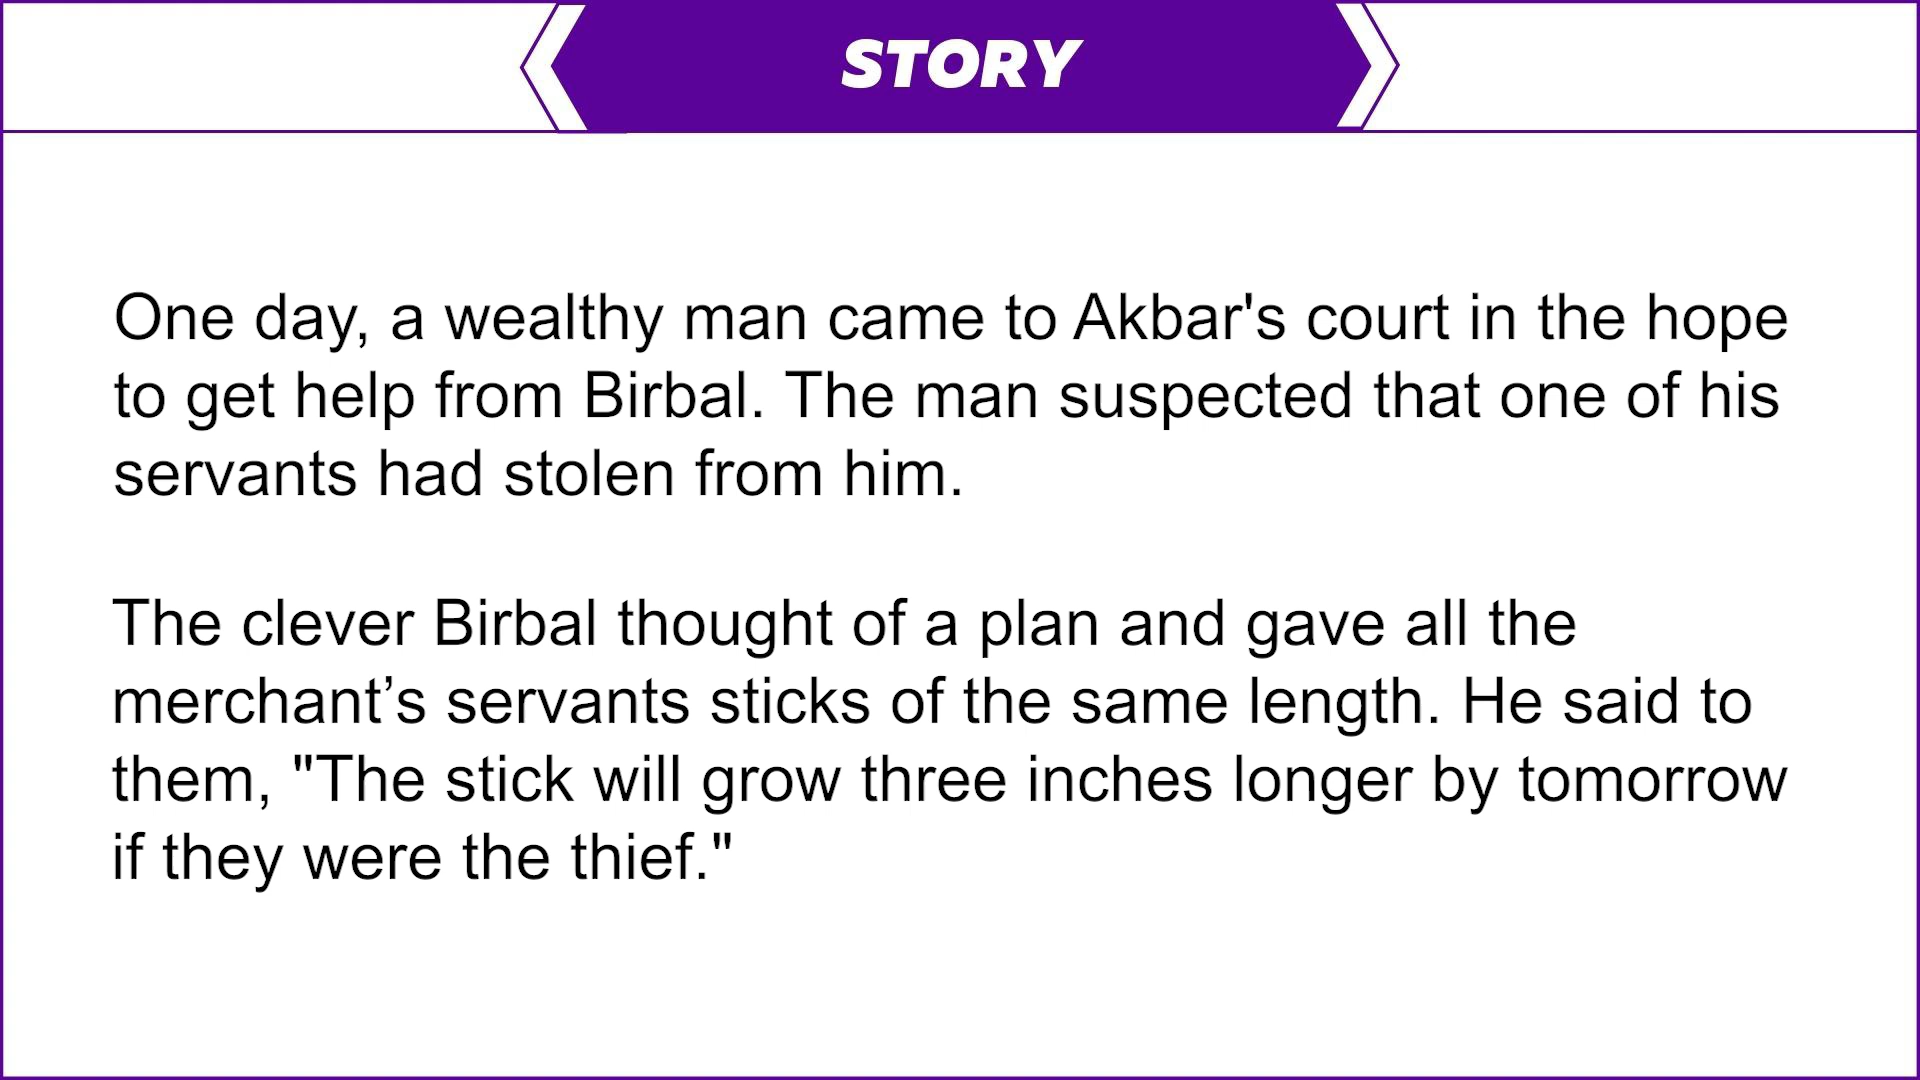 STORY
One day, a wealthy man came to Akbar's court in the hope
to get help from Birbal. The man suspected that one of his
servants had stolen from him.
The clever Birbal thought of a plan and gave all the
merchant’s servants sticks of the same length. He said to
them, "The stick will grow three inches longer by tomorrow
if they were the thief."